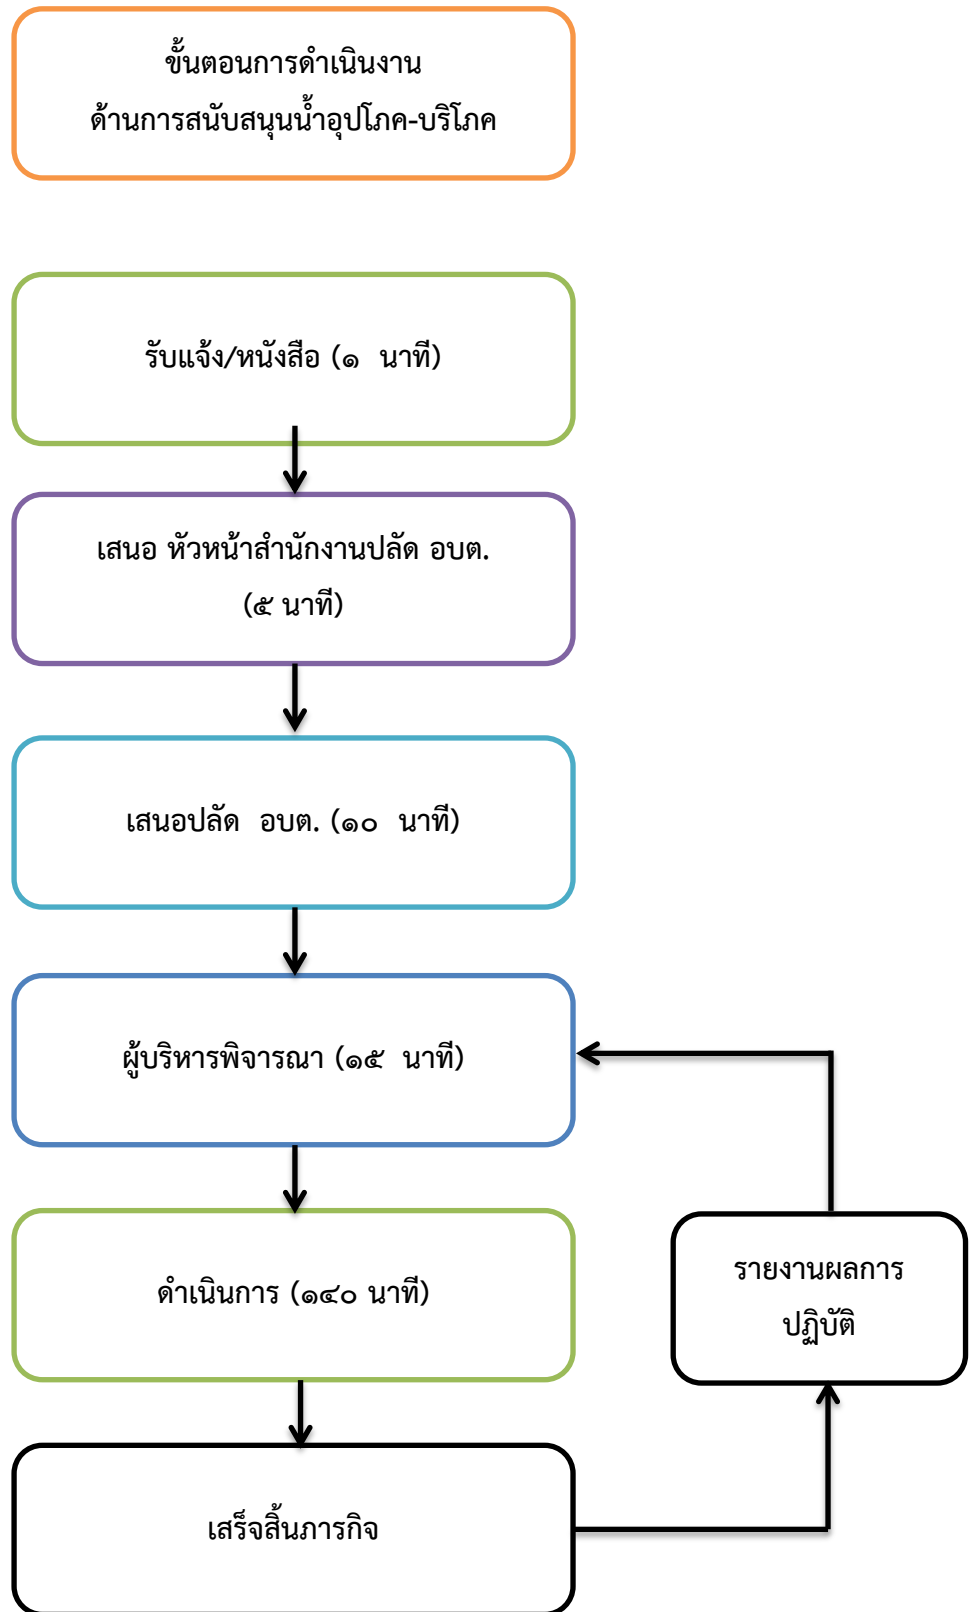 ขั้นตอนการดำเนินงาน
ด้านการสนับสนุนน้ำอุปโภค-บริโภค
รับแจ้ง/หนังสือ (๑ นาที)
เสนอ หัวหน้าสำนักงานปลัด อบต.
(๕ นาที)
เสนอปลัด อบต. (๑๐ นาที)
ผู้บริหารพิจารณา (๑๕ นาที)
ดำเนินการ (๑๔๐ นาที)
รายงานผลการ
ปฏิบัติ
เสร็จสิ้นภารกิจ